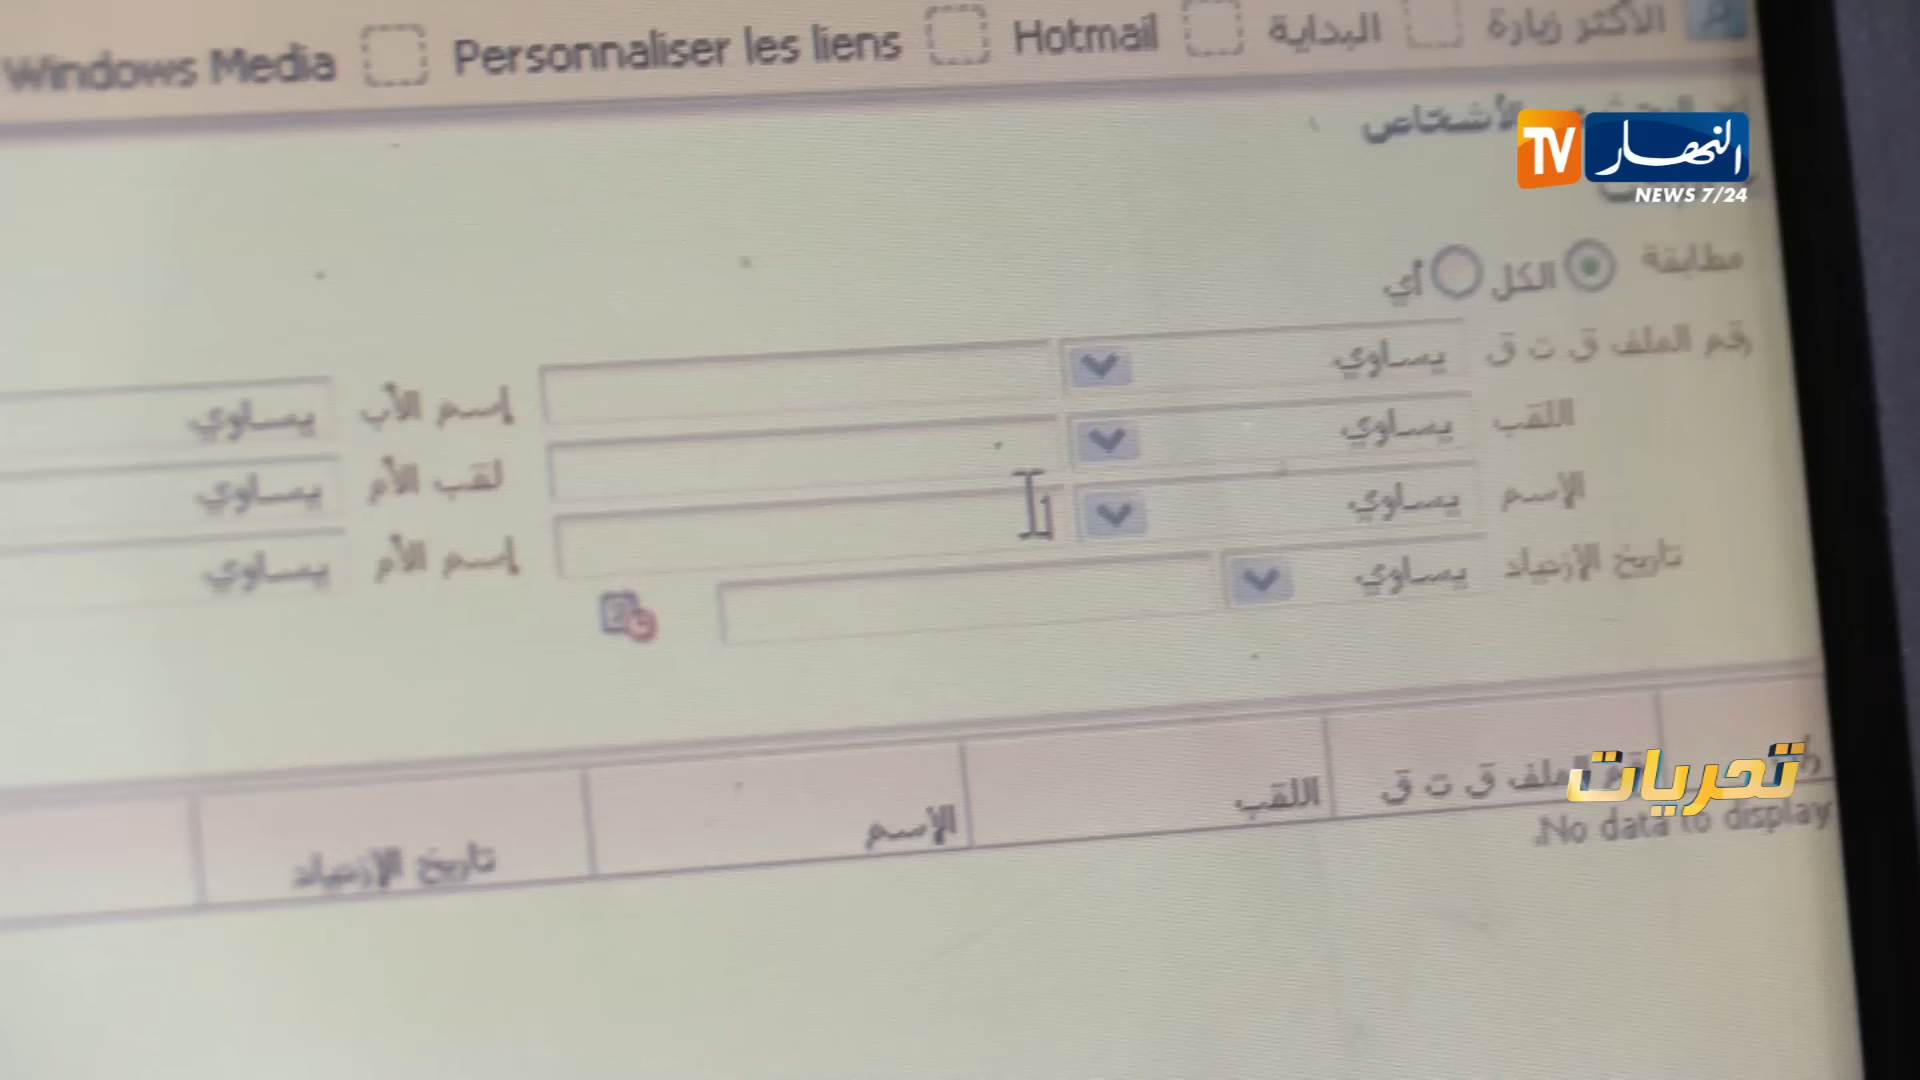 الأكثر زيارة البداية Hotmail Personnaliser les liens Windows Media
الأشخاص
TV النهار
NEWS 7/24
مطابقة الكل أي
رقم الملف ق ت ق يساوي إسم الأب يساوي
اللقب يساوي لقب الأم يساوي
الإسم يساوي إسم الأم يساوي
تاريخ الإزدياد يساوي
الملف ق ت ق اللقب الإسم تاريخ الإزدياد
تحريات
No data to display.